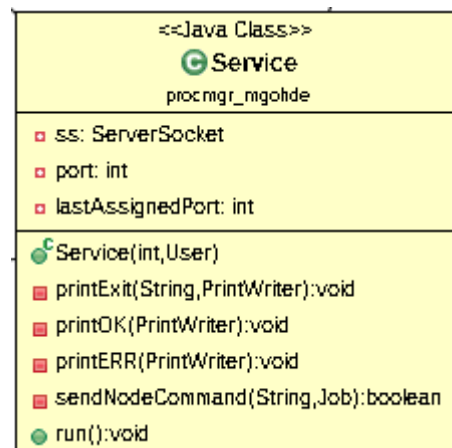 <<Java Class>>
C Service
procmgr_mgohde
ss: ServerSocket
port: int
lastAssignedPort: int
C Service(int,User)
printExit(String,PrintWriter):void
printOK(PrintWriter):void
printERR(PrintWriter):void
sendNodeCommand(String,Job):boolean
run():void